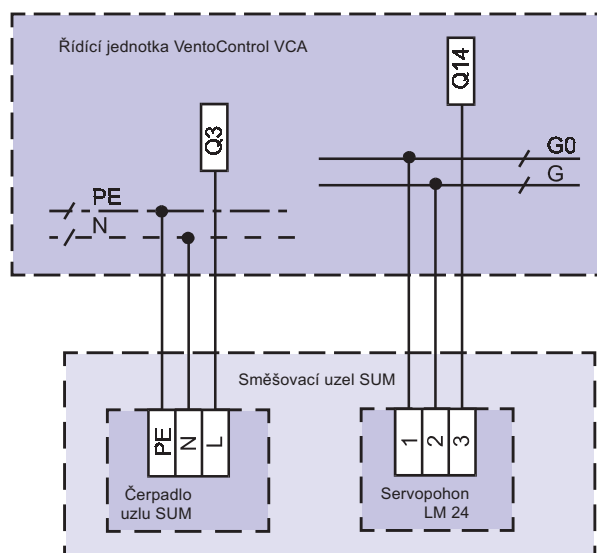 Řídící jednotka VentoControl VCA
Q14
Q3
G0
G
PE
N
Směšovací uzel SUM
PE
N
L
1
2
3
Čerpadlo
uzlu SUM
Servopohon
LM 24